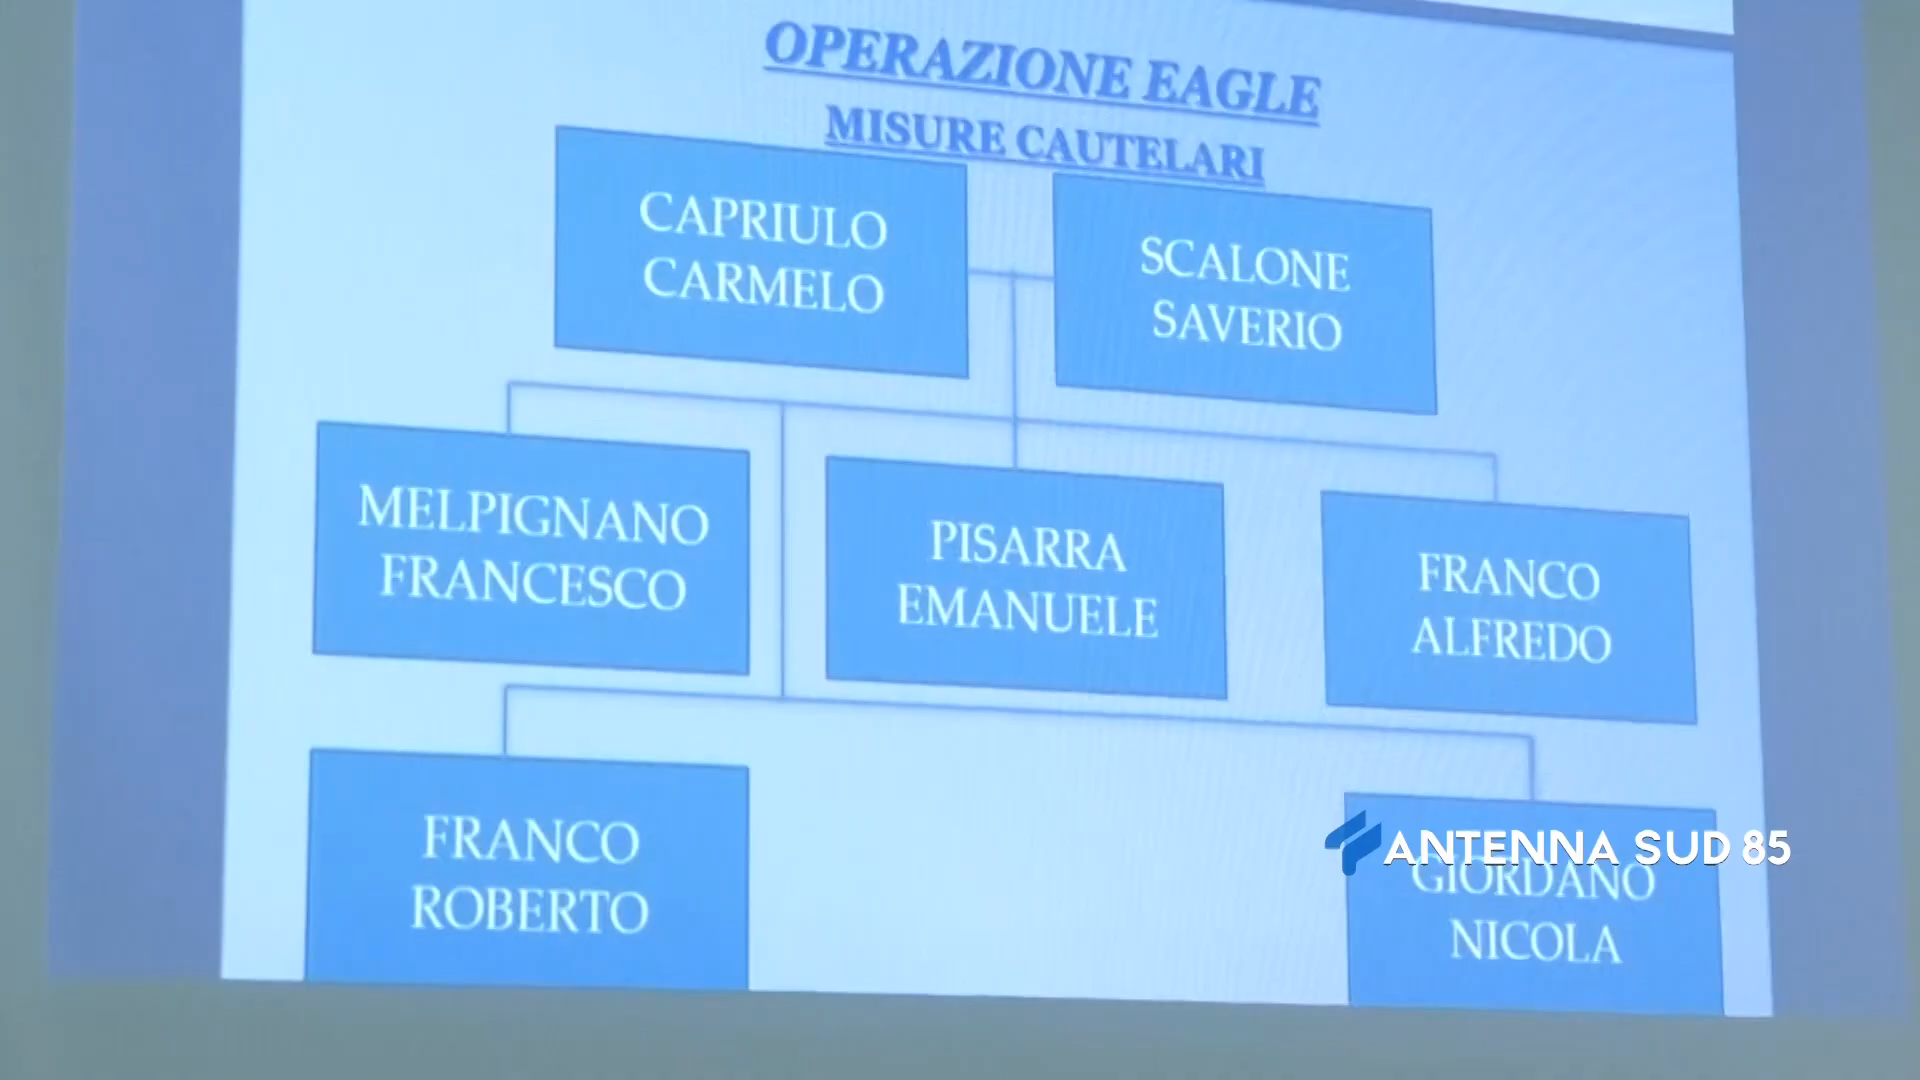 OPERAZIONE EAGLE
MISURE CAUTELARI
CAPRIULO
CARMELO
SCALONE
SAVERIO
MELPIGNANO
FRANCESCO
PISARRA
EMANUELE
FRANCO
ALFREDO
FRANCO
ROBERTO
ANTENNA SUD 85
GIORDANO
NICOLA